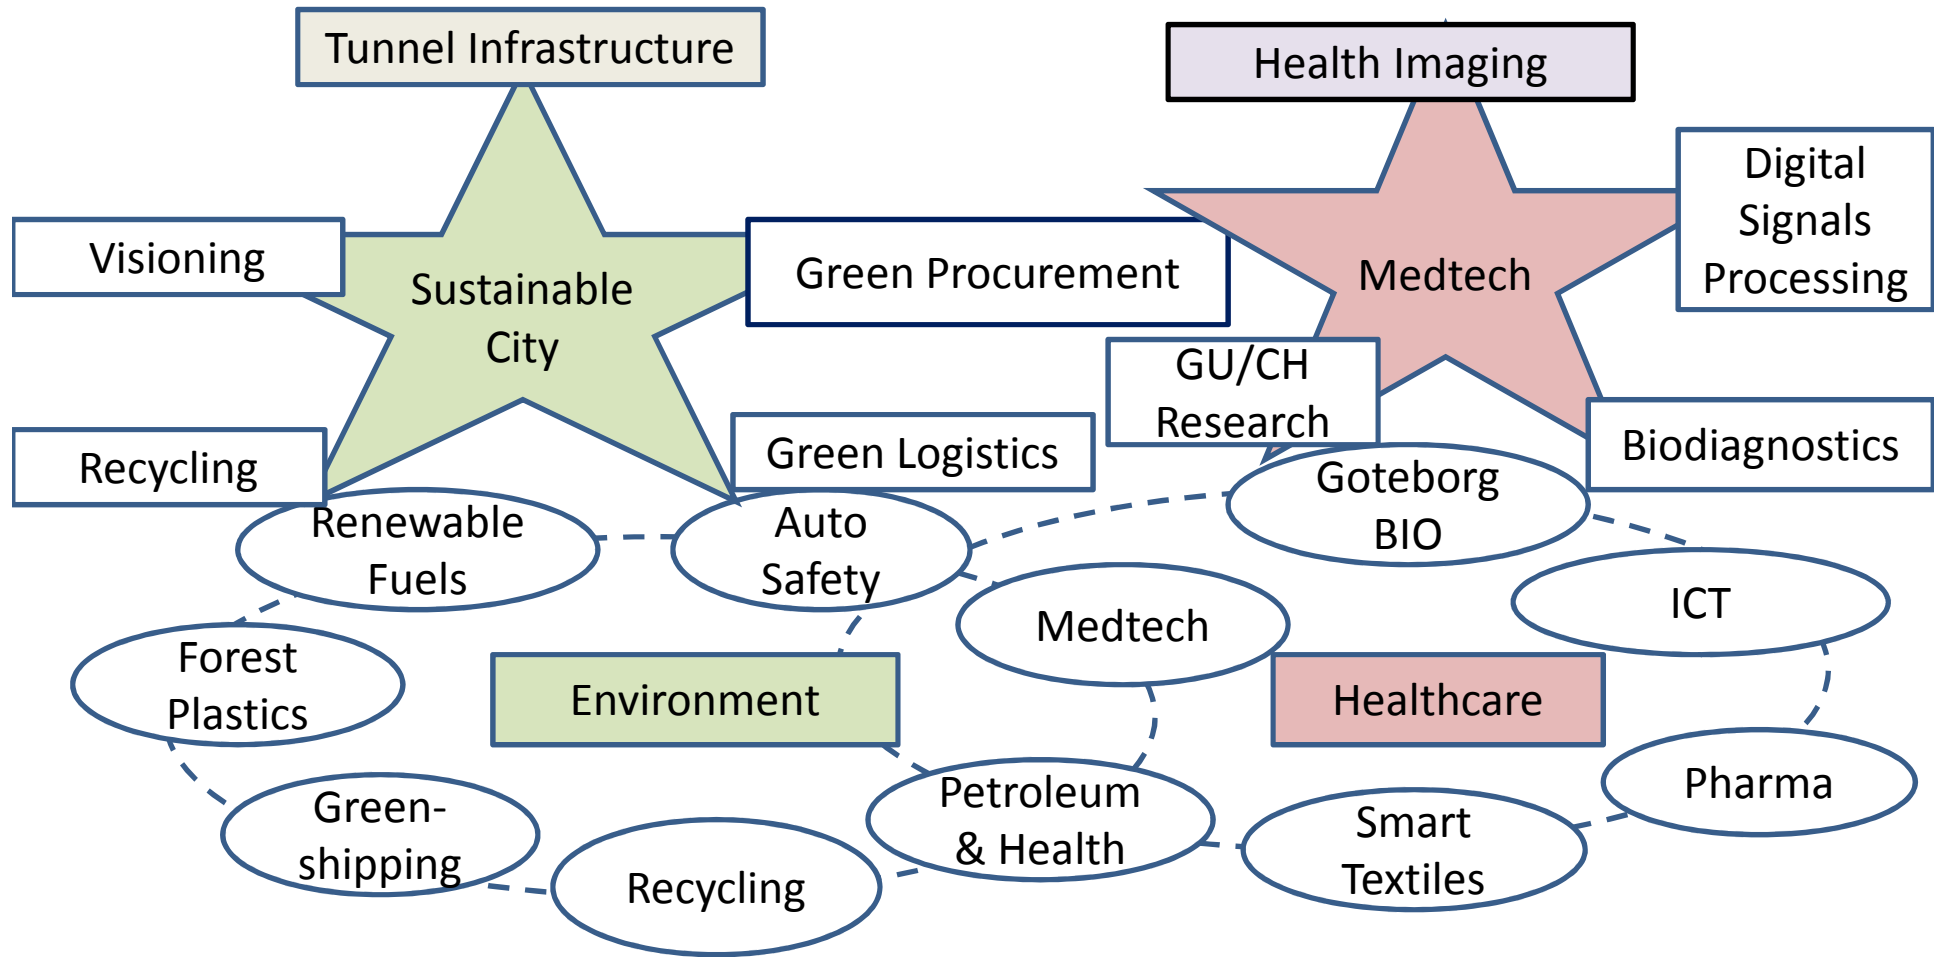 Tunnel Infrastructure
Health Imaging
Digital
Signals
Processing
Visioning
Sustainable
City
Green Procurement
Medtech
GU/CH
Research
Recycling
Green Logistics
Biodiagnostics
Renewable
Fuels
Auto
Safety
Goteborg
BIO
Medtech
ICT
Forest
Plastics
Environment
Healthcare
Green-
shipping
Recycling
Petroleum
& Health
Smart
Textiles
Pharma